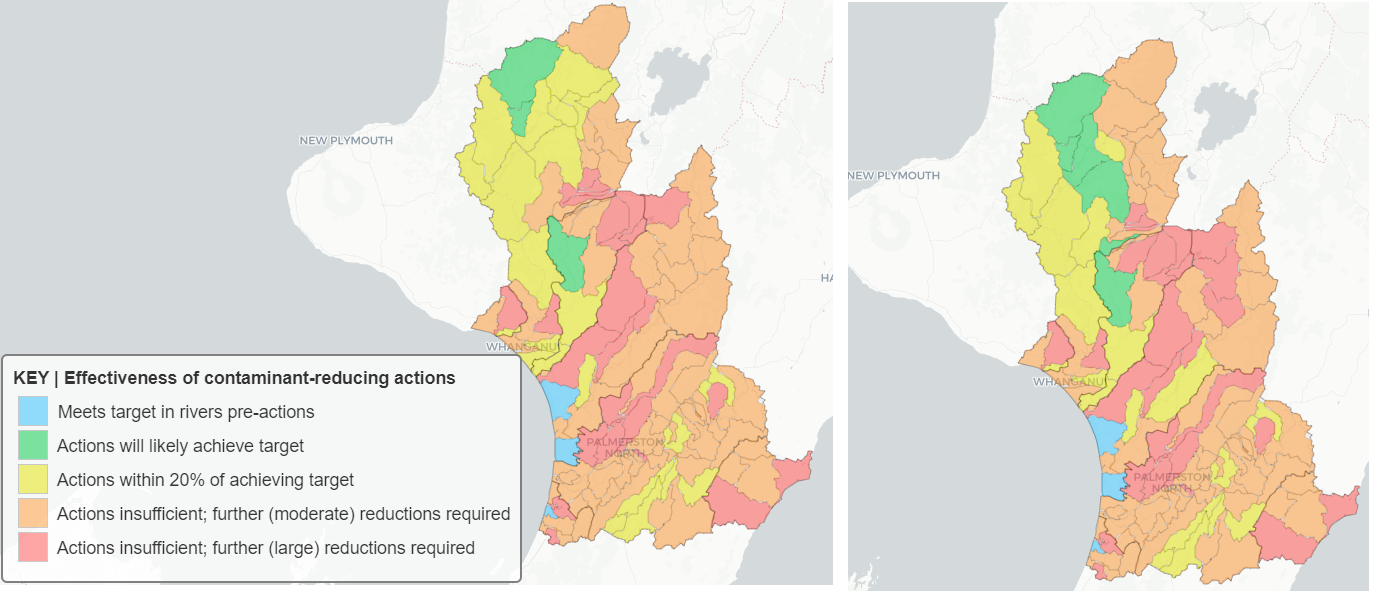 NEW PLYMOUTH
HA
WHANGANUI
PALMERSTON
NORTH
KEY | Effectiveness of contaminant-reducing actions
Meets target in rivers pre-actions
Actions will likely achieve target
Actions within 20% of achieving target
Actions insufficient; further (moderate) reductions required
Actions insufficient; further (large) reductions required
NEW PLYMOUTH
WHANGANUI
PALMERSTON
NORTH